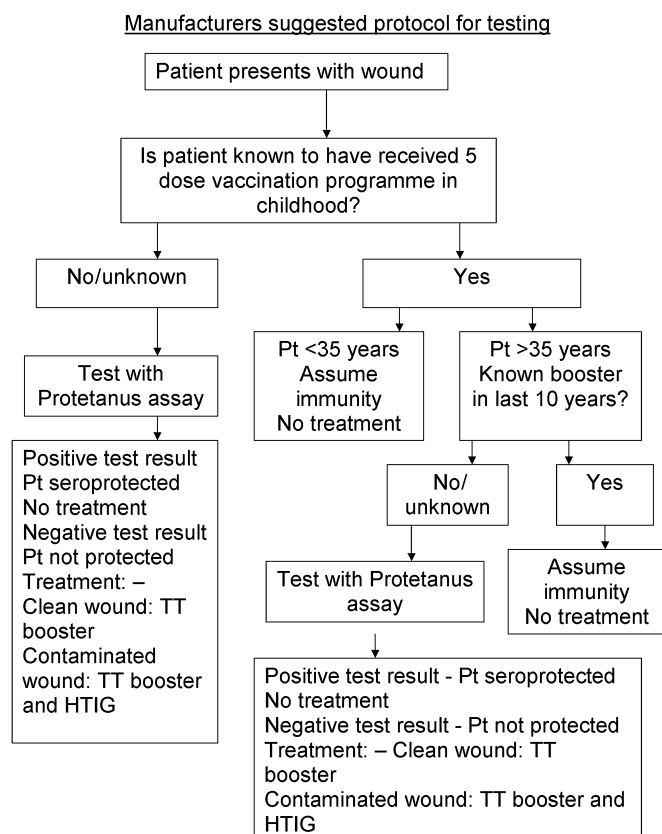 Manufacturers suggested protocol for testing
Patient presents with wound
Is patient known to have received 5
dose vaccination programme in
childhood?
No/unknown
Yes
Test with
Protetanus assay
Pt <35 years
Assume
immunity
No treatment
Pt >35 years
Known booster
in last 10 years?
Positive test result
Pt seroprotected
No treatment
Negative test result
Pt not protected
Treatment: –
Clean wound: TT
booster
Contaminated
wound: TT booster
and HTIG
No/
unknown
Yes
Test with Protetanus
assay
Assume
immunity
No treatment
Positive test result - Pt seroprotected
No treatment
Negative test result - Pt not protected
Treatment: – Clean wound: TT
booster
Contaminated wound: TT booster and
HTIG